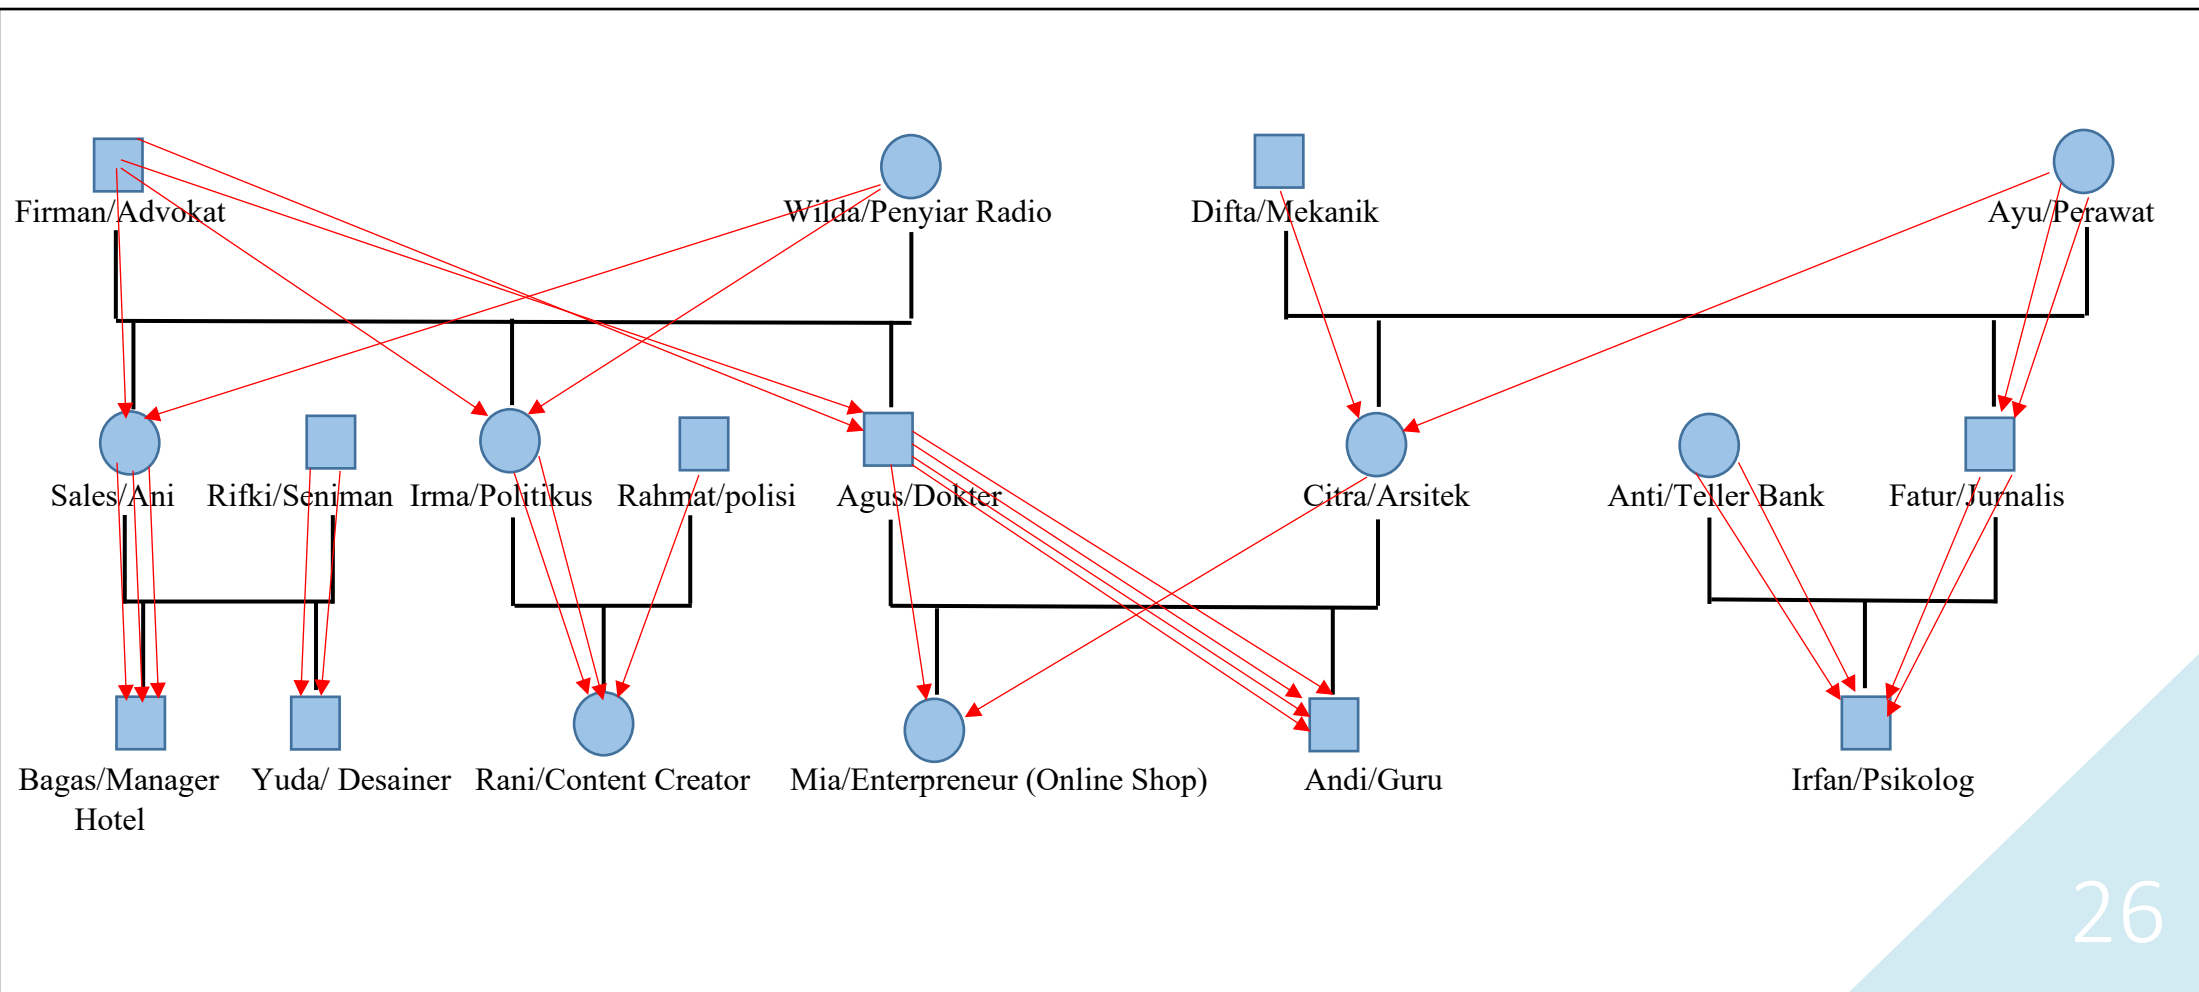 Firman/Advokat
Wilda/Penyiar Radio
Difta/Mekanik
Ayu/Perawat
Sales/Ani
Rifki/Seniman
Irma/Politikus
Rahmat/polisi
Agus/Dokter
Citra/Arsitek
Anti/Teller Bank
Fatur/Jurnalis
Bagas/Manager
Hotel
Yuda/ Desainer
Rani/Content Creator
Mia/Enterpreneur (Online Shop)
Andi/Guru
Irfan/Psikolog
26